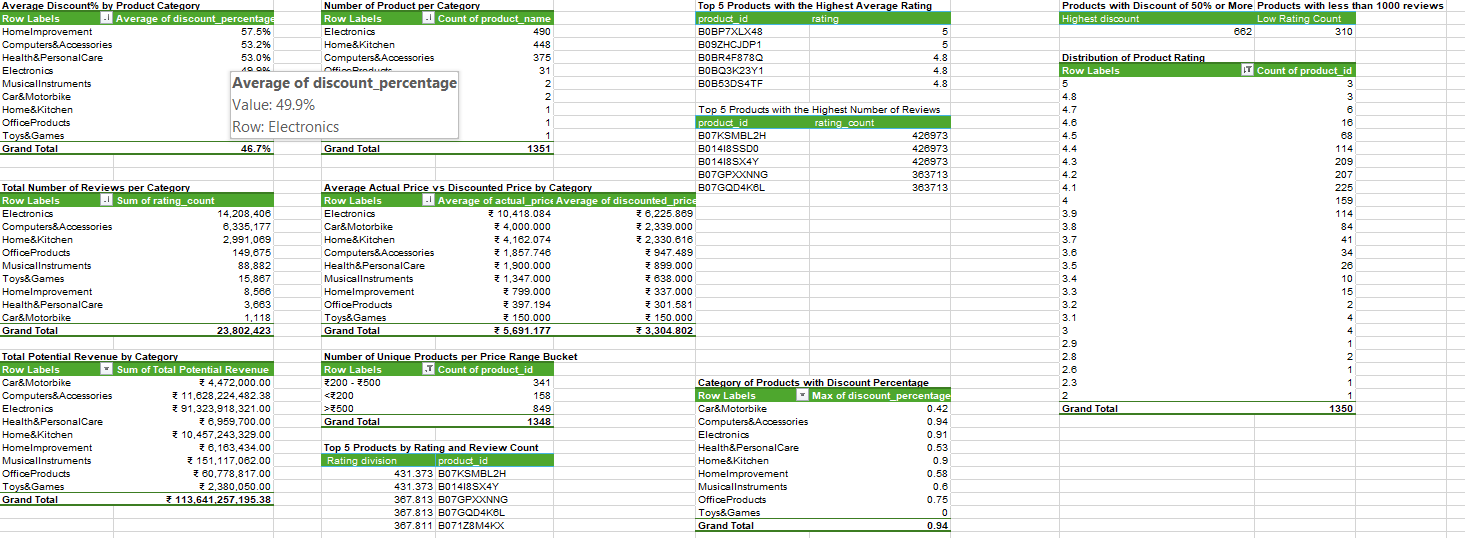 Average Discount% by Product Category
Row Labels Average of discount_percentage
HomeImprovement 57.5%
Computers&Accessories 53.2%
Health&PersonalCare 53.0%
Electronics 49.9%
MusicalInstruments
Car&Motorbike
Home&Kitchen
OfficeProducts
Toys&Games
Grand Total 46.7%
Average of discount_percentage
Value: 49.9%
Row: Electronics
Number of Product per Category
Row Labels Count of product_name
Electronics 490
Home&Kitchen 448
Computers&Accessories 375
OfficeProducts 31
2
2
1
1
1
Grand Total 1351
Top 5 Products with the Highest Average Rating
product_id rating
B0BP7XLX48 5
B09ZHCJDP1 5
B0BR4F878Q 4.8
B0BQ3K23Y1 4.8
B0B53DS4TF 4.8
Top 5 Products with the Highest Number of Reviews
product_id rating_count
B07KSMBL2H 426973
B014I8SSD0 426973
B014I8SX4Y 426973
B07GPXXNNG 363713
B07GQD4K6L 363713
Products with Discount of 50% or More Products with less than 1000 reviews
Highest discount Low Rating Count
662 310
Distribution of Product Rating
Row Labels Count of product_id
5 3
4.8 3
4.7 6
4.6 16
4.5 68
4.4 114
4.3 209
4.2 207
4.1 225
4 159
3.9 114
3.8 84
3.7 41
3.6 34
3.5 26
3.4 10
3.3 15
3.2 2
3.1 4
3 4
2.9 1
2.8 2
2.6 1
2.3 1
2 1
Grand Total 1350
Total Number of Reviews per Category
Row Labels Sum of rating_count
Electronics 14,208,406
Computers&Accessories 6,335,177
Home&Kitchen 2,991,069
OfficeProducts 149,675
MusicalInstruments 88,882
Toys&Games 15,867
HomeImprovement 8,566
Health&PersonalCare 3,663
Car&Motorbike 1,118
Grand Total 23,802,423
Average Actual Price vs Discounted Price by Category
Row Labels Average of actual_price Average of discounted_price
Electronics ₹ 10,418.084 ₹ 6,225.869
Car&Motorbike ₹ 4,000.000 ₹ 2,339.000
Home&Kitchen ₹ 4,162.074 ₹ 2,330.616
Computers&Accessories ₹ 1,857.746 ₹ 947.489
Health&PersonalCare ₹ 1,900.000 ₹ 899.000
MusicalInstruments ₹ 1,347.000 ₹ 638.000
HomeImprovement ₹ 799.000 ₹ 337.000
OfficeProducts ₹ 397.194 ₹ 301.581
Toys&Games ₹ 150.000 ₹ 150.000
Grand Total ₹ 5,691.177 ₹ 3,304.802
Total Potential Revenue by Category
Row Labels Sum of Total Potential Revenue
Car&Motorbike ₹ 4,472,000.00
Computers&Accessories ₹ 11,628,224,482.38
Electronics ₹ 91,323,918,321.00
Health&PersonalCare ₹ 6,959,700.00
Home&Kitchen ₹ 10,457,243,329.00
HomeImprovement ₹ 6,163,434.00
MusicalInstruments ₹ 151,117,062.00
OfficeProducts ₹ 60,778,817.00
Toys&Games ₹ 2,380,050.00
Grand Total ₹ 113,641,257,195.38
Number of Unique Products per Price Range Bucket
Row Labels Count of product_id
₹200 - ₹500 341
<₹200 158
>₹500 849
Grand Total 1348
Top 5 Products by Rating and Review Count
Rating division product_id
431.373 B07KSMBL2H
431.373 B014I8SX4Y
367.813 B07GPXXNNG
367.813 B07GQD4K6L
367.811 B071Z8M4KX
Category of Products with Discount Percentage
Row Labels Max of discount_percentage
Car&Motorbike 0.42
Computers&Accessories 0.94
Electronics 0.91
Health&PersonalCare 0.53
Home&Kitchen 0.9
HomeImprovement 0.58
MusicalInstruments 0.6
OfficeProducts 0.75
Toys&Games 0
Grand Total 0.94